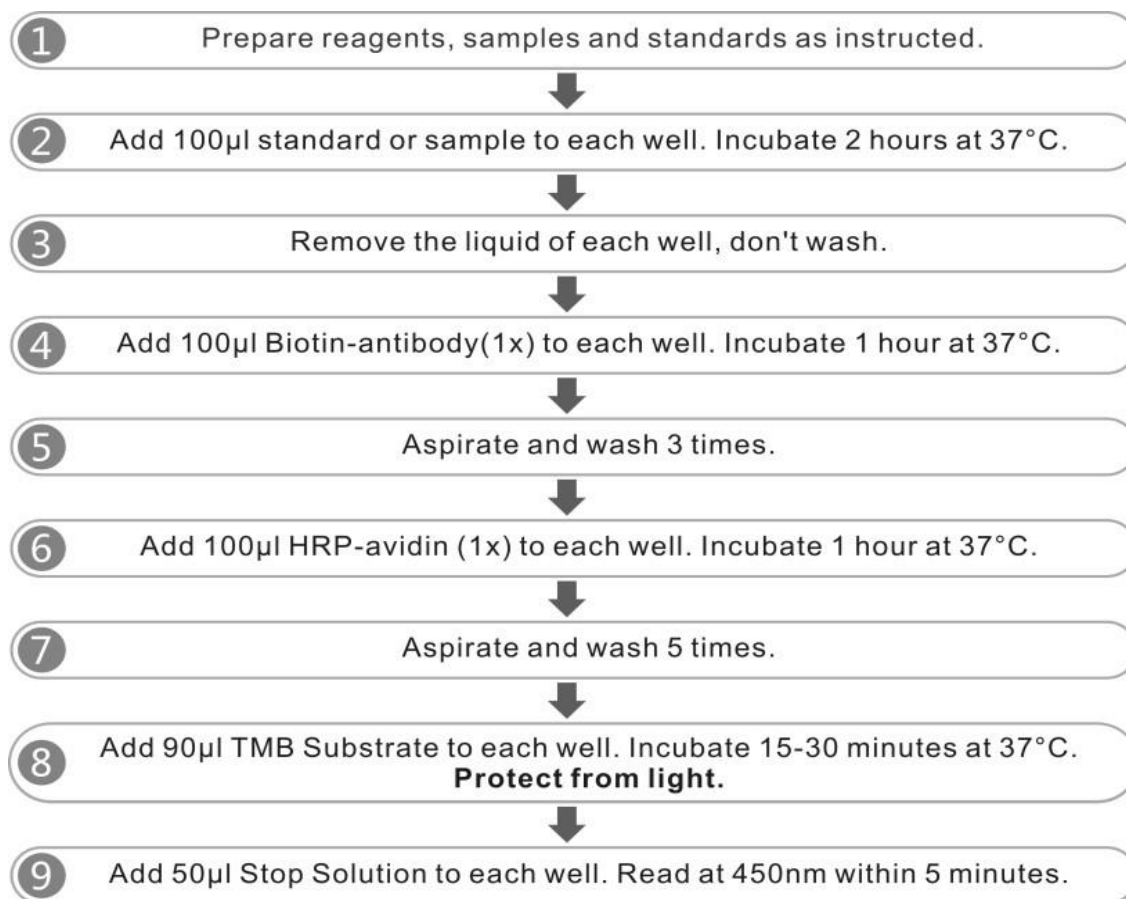 1 Prepare reagents, samples and standards as instructed.
2 Add 100μl standard or sample to each well. Incubate 2 hours at 37°C.
3 Remove the liquid of each well, don't wash.
4 Add 100μl Biotin-antibody(1x) to each well. Incubate 1 hour at 37°C.
5 Aspirate and wash 3 times.
6 Add 100μl HRP-avidin (1x) to each well. Incubate 1 hour at 37°C.
7 Aspirate and wash 5 times.
8 Add 90μl TMB Substrate to each well. Incubate 15-30 minutes at 37°C.
Protect from light.
9 Add 50μl Stop Solution to each well. Read at 450nm within 5 minutes.